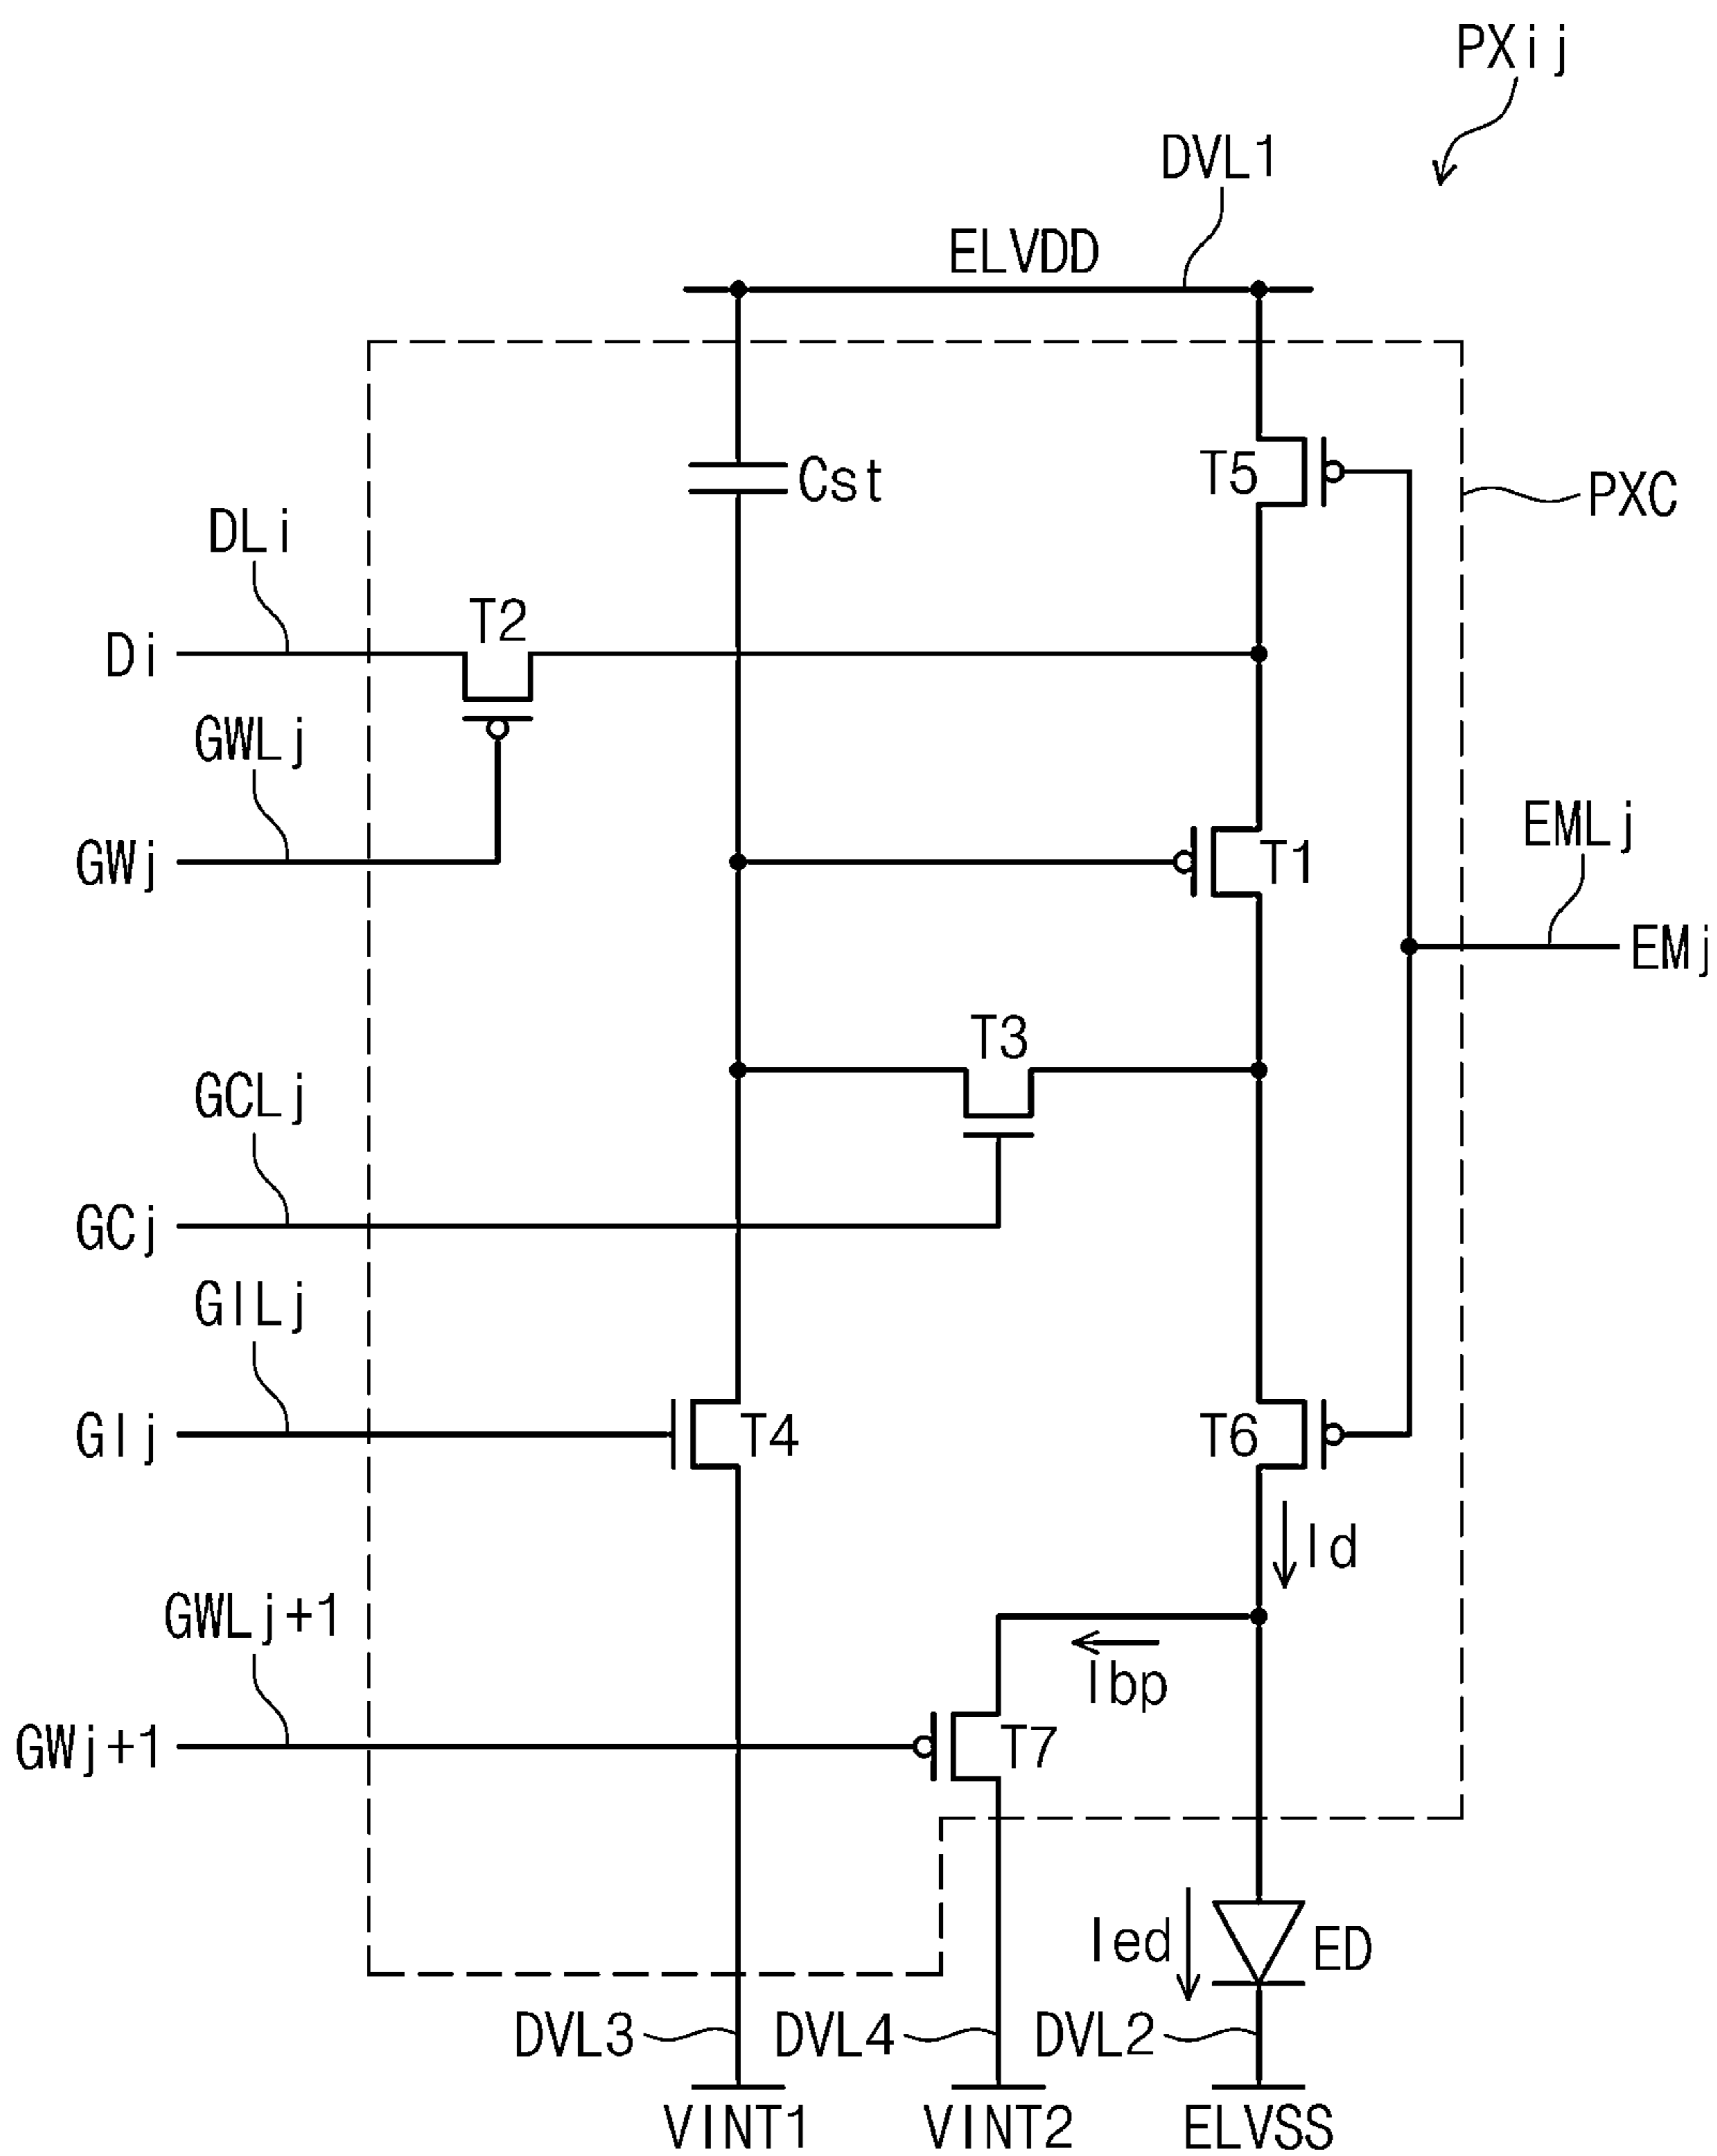 PXij
DVL1
ELVDD
T5
Cst
PXC
DLi
T2
Di
GWLj
T1
EMLj
GWj
EMj
T3
GCLj
GCj
GILj
GIj
T4
T6
Id
GWLj+1
Ibp
GWj+1
T7
Ied
ED
DVL3
DVL4
DVL2
VINT1
VINT2
ELVSS